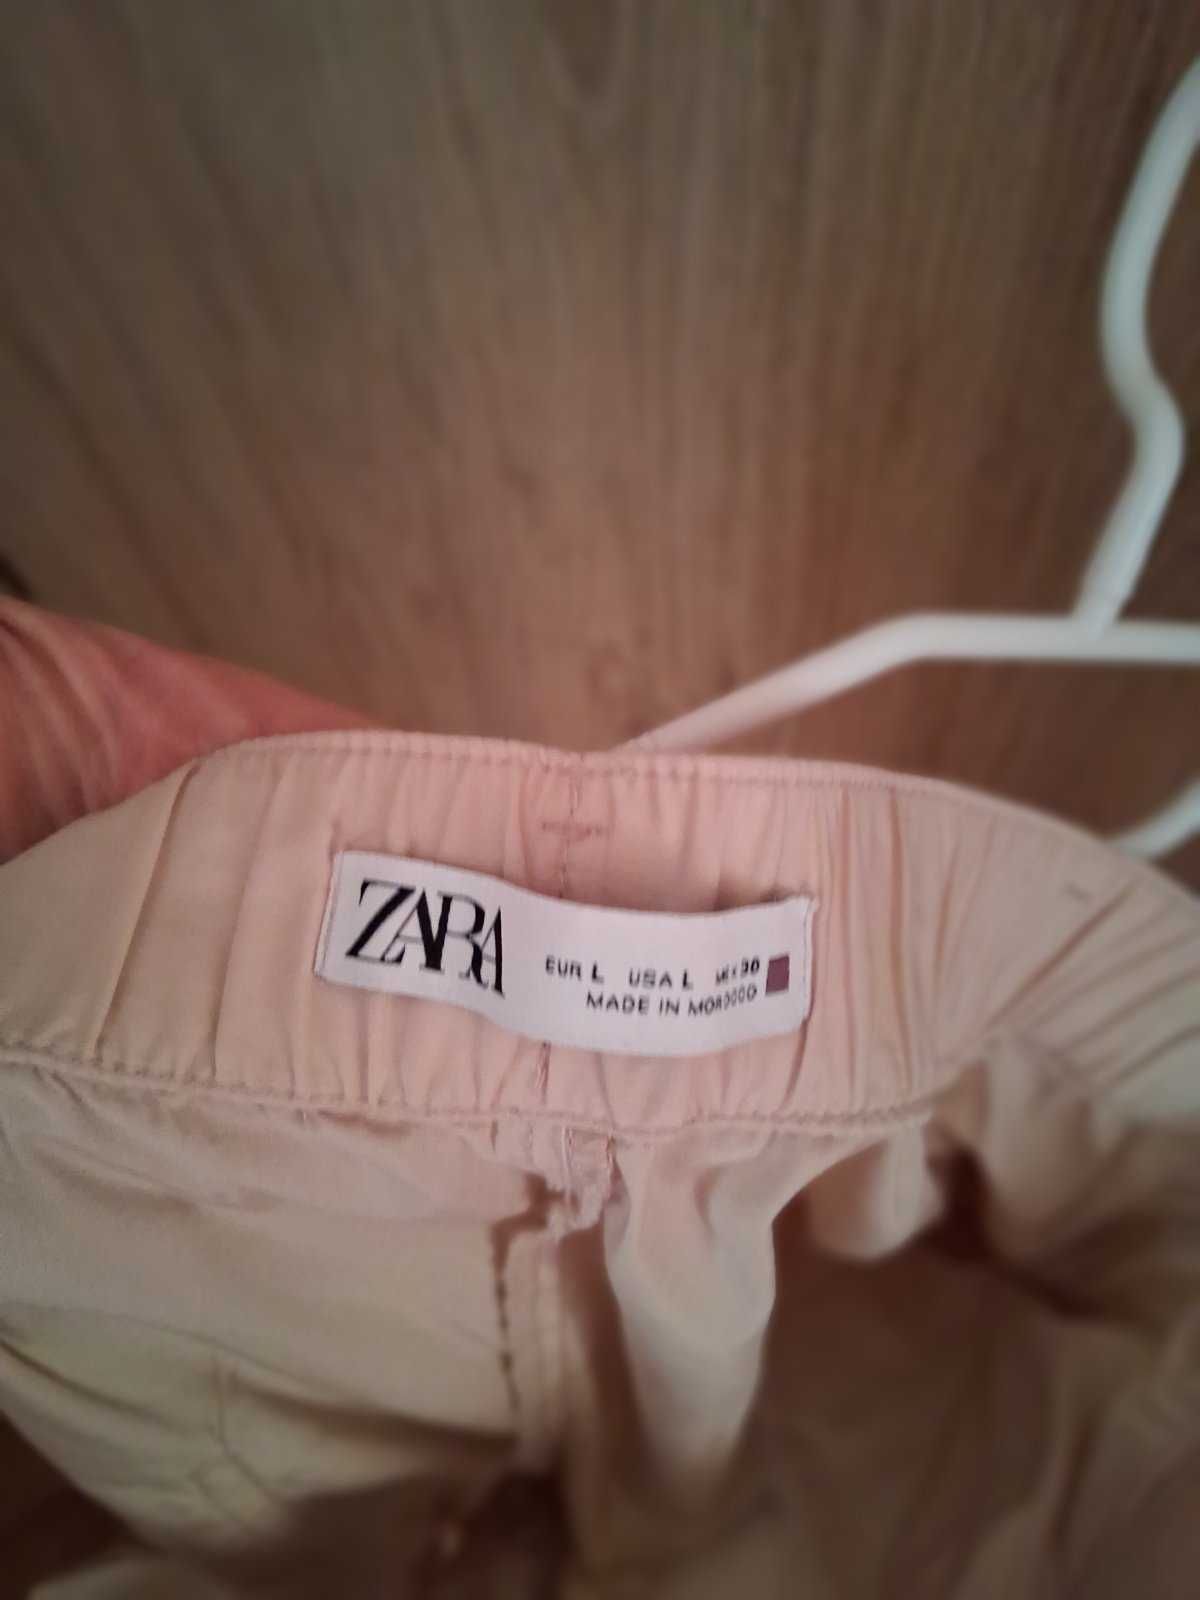 ZARA
EUR L USA L MEX 30
MADE IN MOROCCO